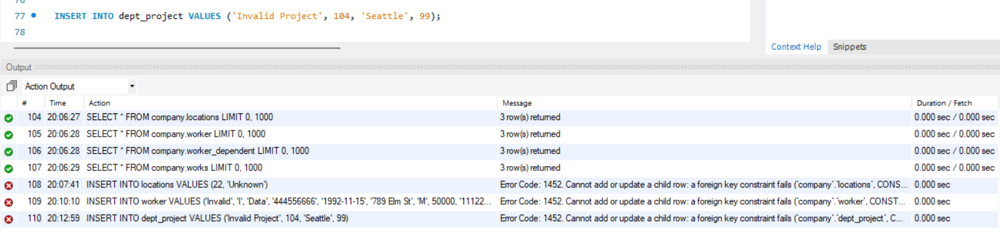 76
77 INSERT INTO dept_project VALUES ('Invalid Project', 104, 'Seattle', 99);
78
Context Help Snippets
Output
Action Output
# Time Action Message Duration / Fetch
104 20:06:27 SELECT * FROM company.locations LIMIT 0, 1000 3 row(s) returned 0.000 sec / 0.000 sec
105 20:06:28 SELECT * FROM company.worker LIMIT 0, 1000 3 row(s) returned 0.000 sec / 0.000 sec
106 20:06:28 SELECT * FROM company.worker_dependent LIMIT 0, 1000 3 row(s) returned 0.000 sec / 0.000 sec
107 20:06:29 SELECT * FROM company.works LIMIT 0, 1000 3 row(s) returned 0.000 sec / 0.000 sec
108 20:07:41 INSERT INTO locations VALUES (22, 'Unknown') Error Code: 1452. Cannot add or update a child row: a foreign key constraint fails (`company`.`locations`, CONS... 0.000 sec
109 20:10:10 INSERT INTO worker VALUES ('Invalid', 'I', 'Data', '444556666', '1992-11-15', '789 Elm St', 'M', 50000, '11122... Error Code: 1452. Cannot add or update a child row: a foreign key constraint fails (`company`.`worker`, CONST... 0.000 sec
110 20:12:59 INSERT INTO dept_project VALUES ('Invalid Project', 104, 'Seattle', 99) Error Code: 1452. Cannot add or update a child row: a foreign key constraint fails (`company`.`dept_project`, C... 0.000 sec